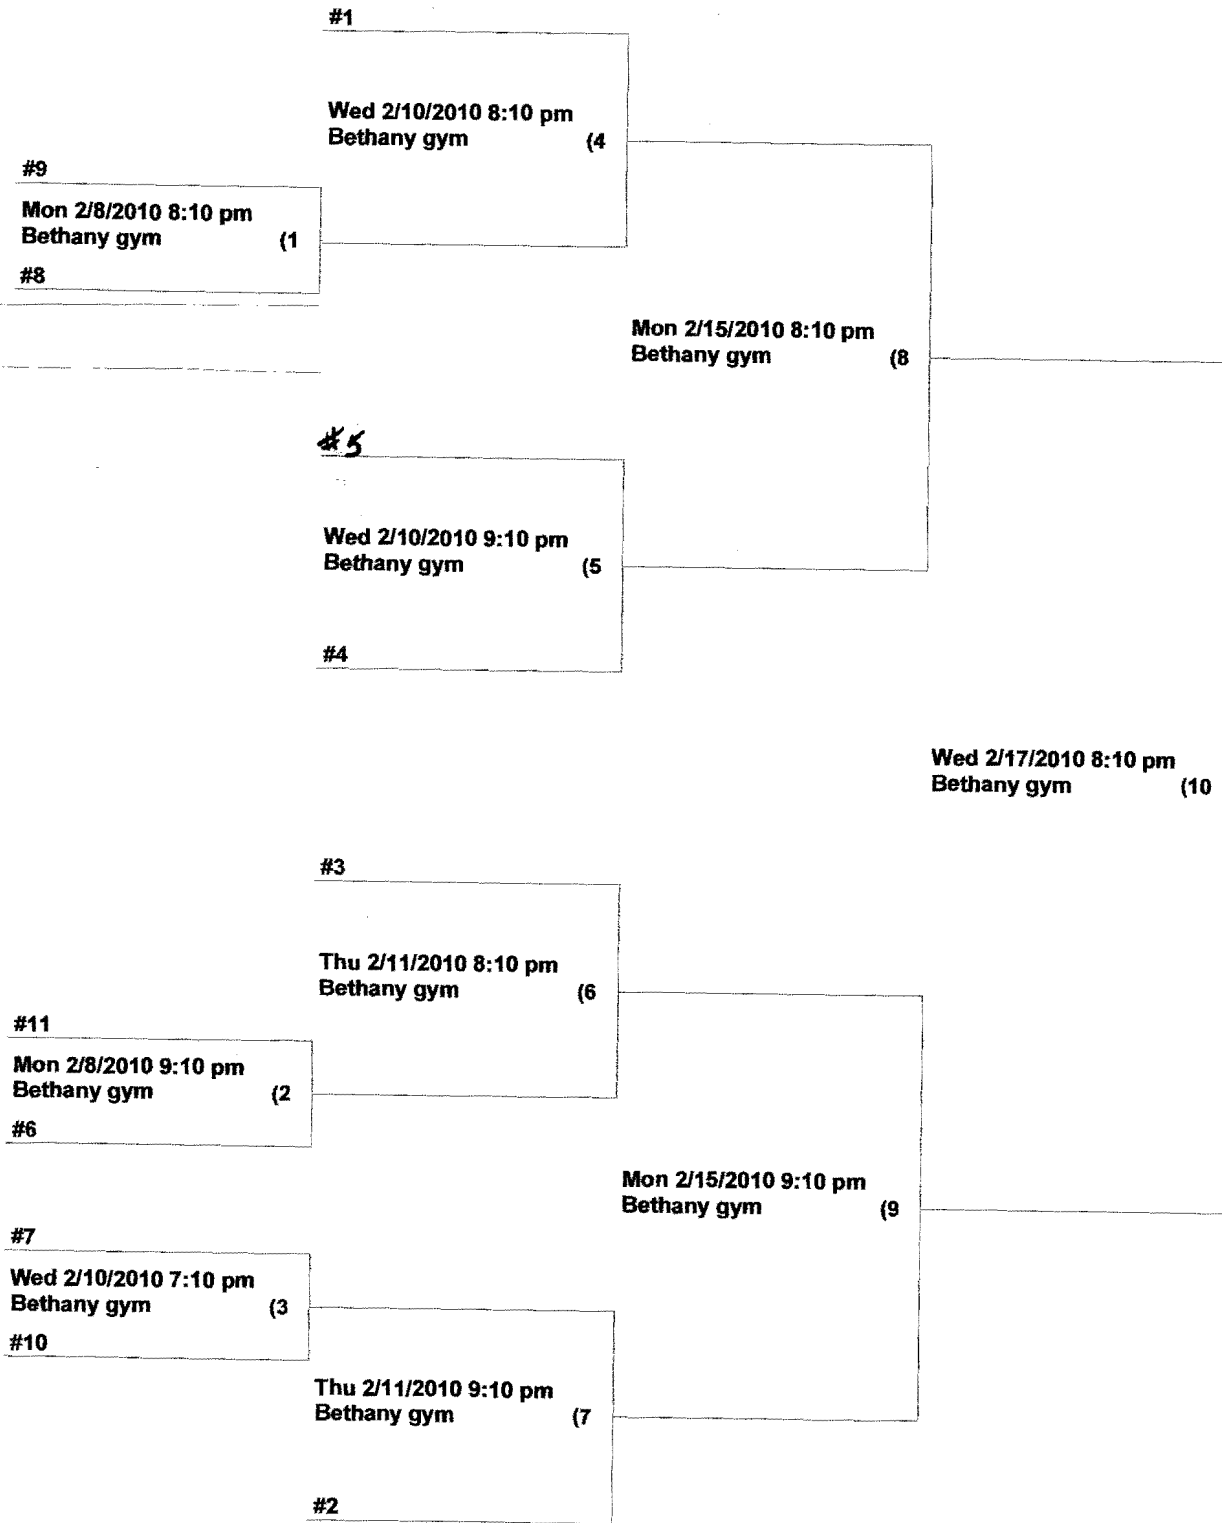 #1
Wed 2/10/2010 8:10 pm
Bethany gym (4
#9
Mon 2/8/2010 8:10 pm
Bethany gym (1
#8
Mon 2/15/2010 8:10 pm
Bethany gym (8
#5
Wed 2/10/2010 9:10 pm
Bethany gym (5
#4
Wed 2/17/2010 8:10 pm
Bethany gym (10
#3
Thu 2/11/2010 8:10 pm
Bethany gym (6
#11
Mon 2/8/2010 9:10 pm
Bethany gym (2
#6
Mon 2/15/2010 9:10 pm
Bethany gym (9
#7
Wed 2/10/2010 7:10 pm
Bethany gym (3
#10
Thu 2/11/2010 9:10 pm
Bethany gym (7
#2